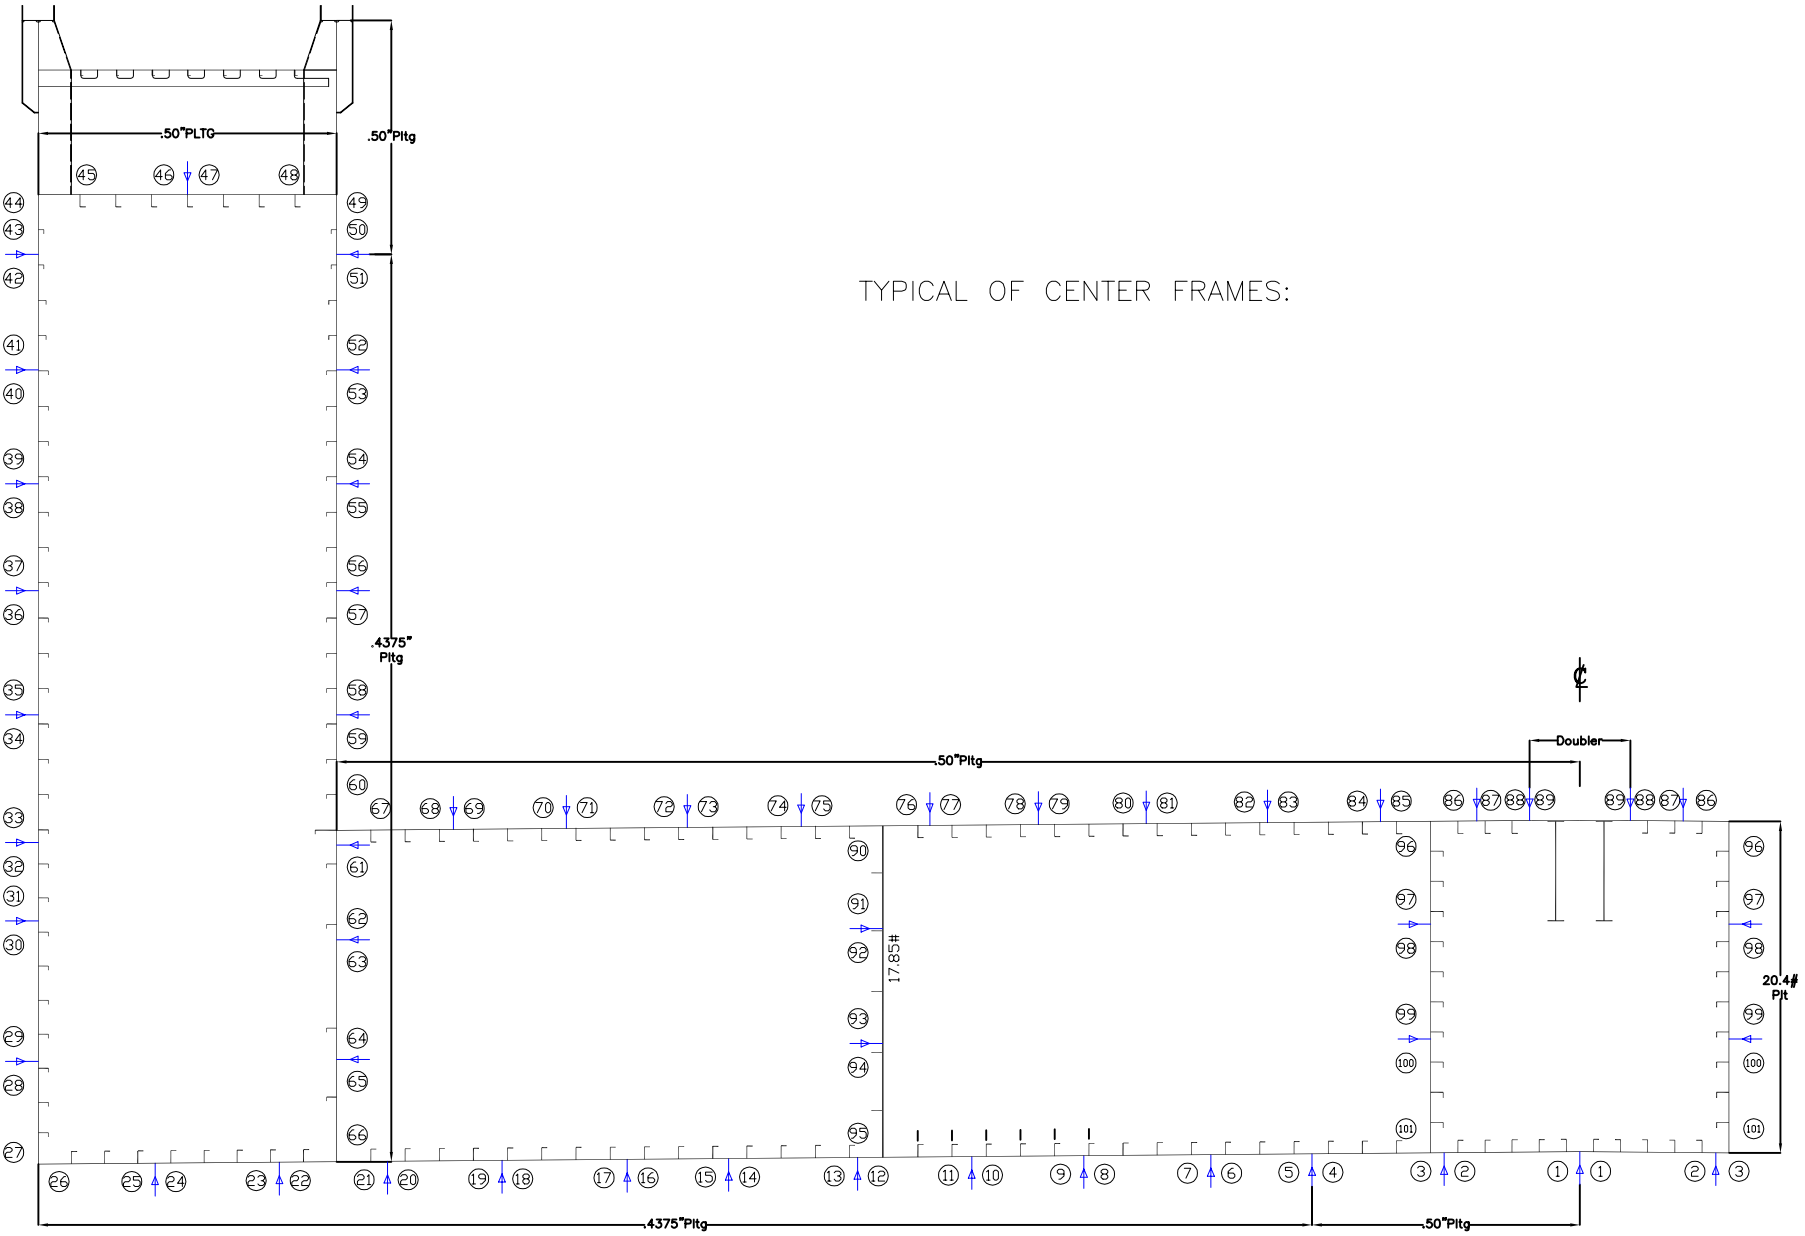 .50"PLTG
.50"Pltg
45 46 47 48
44 49
43 50
42 51
TYPICAL OF CENTER FRAMES:
41 52
40 53
39 54
38 55
37 56
36 57
.4375"
Pltg
35 58
34 59
℄
Doubler
.50"Pltg
60
33 67 68 69 70 71 72 73 74 75 76 77 78 79 80 81 82 83 84 85 86 87 88 89 89 88 87 86
32 61 90 96 96
31 62 91 97 97
30 63 92 98 98
17.85#
20.4#
Plt
29 64 93 99 99
28 65 94 100 100
27 66 95 101 101
26 25 24 23 22 21 20 19 18 17 16 15 14 13 12 11 10 9 8 7 6 5 4 3 2 1 1 2 3
.4375"Pltg .50"Pltg